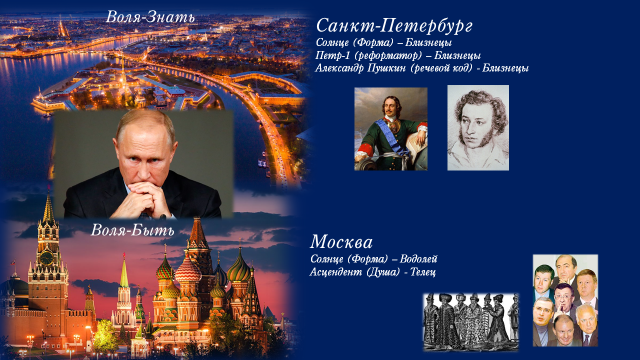 Воля-Знать
Санкт-Петербург
Солнце (Форма) – Близнецы
Петр-1 (реформатор) – Близнецы
Александр Пушкин (речевой код) - Близнецы
Воля-Быть
Москва
Солнце (Форма) – Водолей
Асцендент (Душа) - Телец